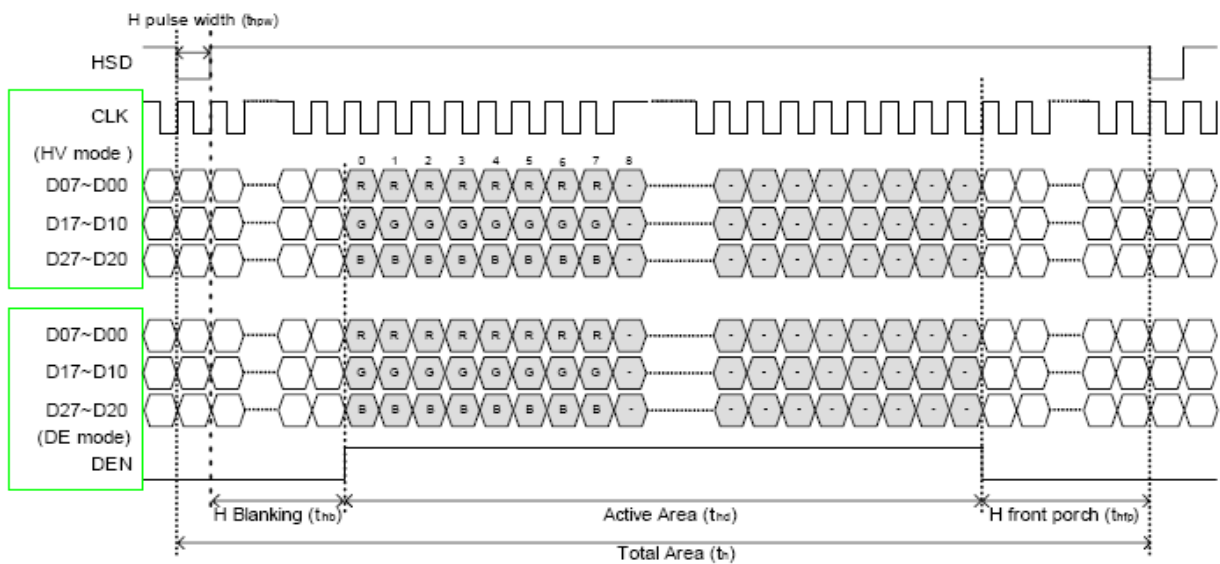 H pulse width (thpw)
HSD
CLK
(HV mode )
0 1 2 3 4 5 6 7 8
D07~D00 R R R R R R R R - - - - - - - - -
D17~D10 G G G G G G G G - - - - - - - - -
D27~D20 B B B B B B B B - - - - - - - - -
D07~D00 R R R R R R R R - - - - - - - - -
D17~D10 G G G G G G G G - - - - - - - - -
D27~D20 B B B B B B B B - - - - - - - - -
(DE mode)
DEN
H Blanking (thb) Active Area (thd) H front porch (thfp)
Total Area (th)